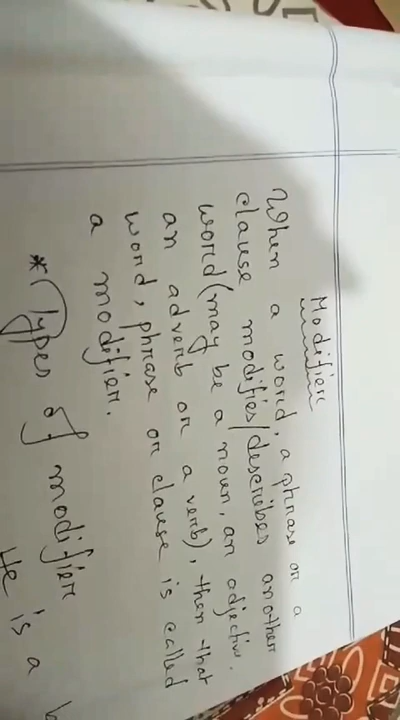 Modifier
When a word, a phrase or a
clause modifies/describes another
word (may be a noun, an adjective.
an adverb or a verb), then that
word, phrase or clause is called
a modifier.
* Types of modifier
He is a